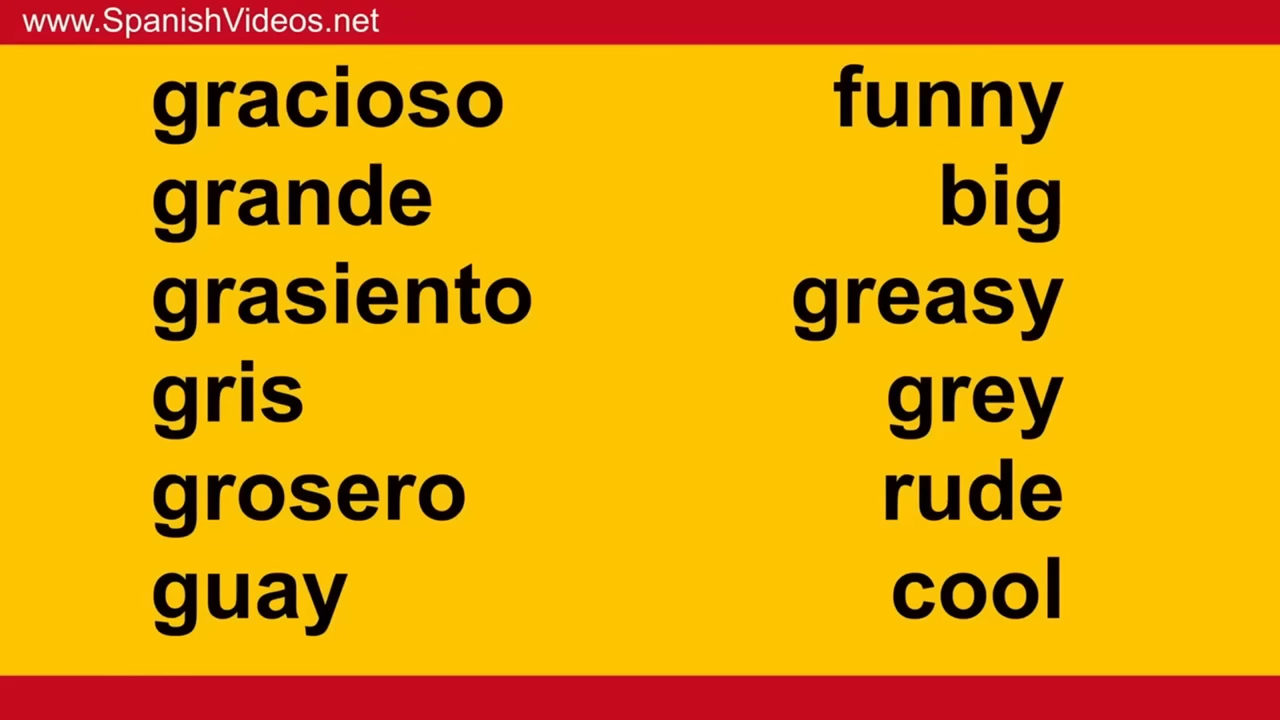 www.SpanishVideos.net
gracioso funny
grande big
grasiento greasy
gris grey
grosero rude
guay cool